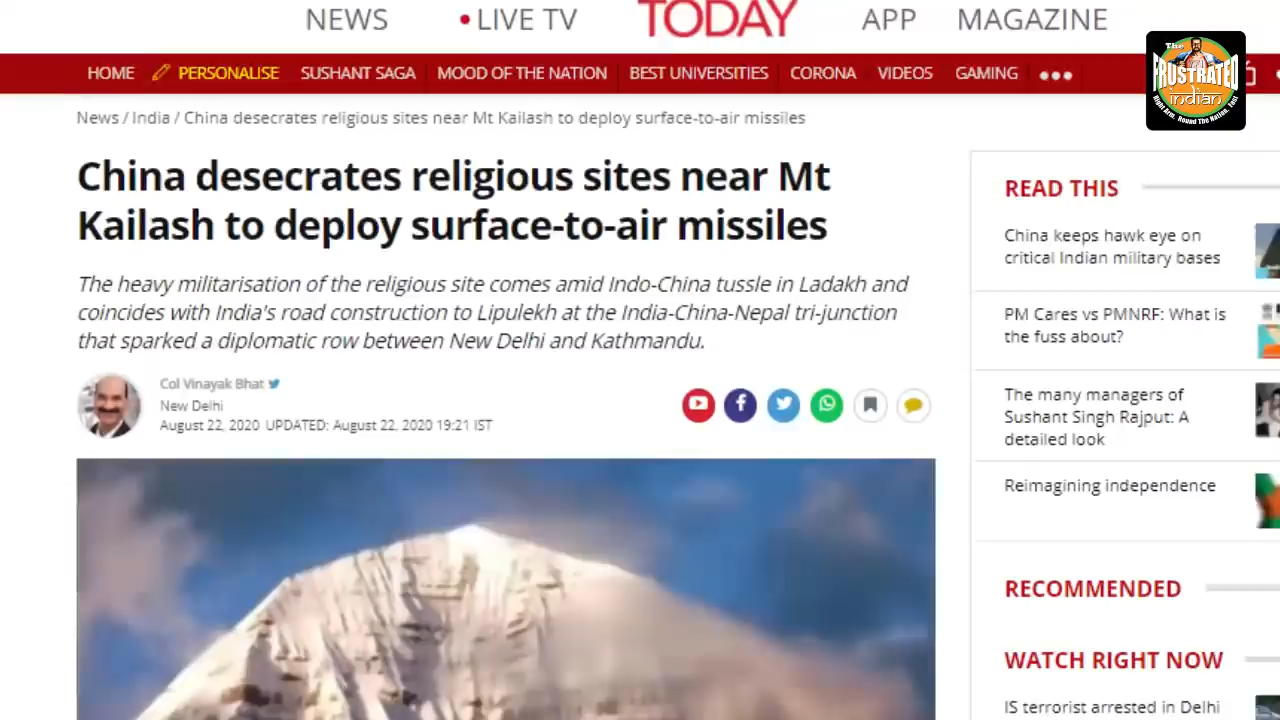 NEWS
LIVE TV
TODAY
APP
MAGAZINE
HOME
PERSONALISE
SUSHANT SAGA
MOOD OF THE NATION
BEST UNIVERSITIES
CORONA
VIDEOS
GAMING
The
FRUSTRATED
indian
Right Arm. Round The Nation. Fast
News / India / China desecrates religious sites near Mt Kailash to deploy surface-to-air missiles
China desecrates religious sites near Mt
Kailash to deploy surface-to-air missiles
The heavy militarisation of the religious site comes amid Indo-China tussle in Ladakh and
coincides with India's road construction to Lipulekh at the India-China-Nepal tri-junction
that sparked a diplomatic row between New Delhi and Kathmandu.
Col Vinayak Bhat
New Delhi
August 22, 2020 UPDATED: August 22, 2020 19:21 IST
READ THIS
China keeps hawk eye on
critical Indian military bases
PM Cares vs PMNRF: What is
the fuss about?
The many managers of
Sushant Singh Rajput: A
detailed look
Reimagining independence
RECOMMENDED
WATCH RIGHT NOW
IS terrorist arrested in Delhi